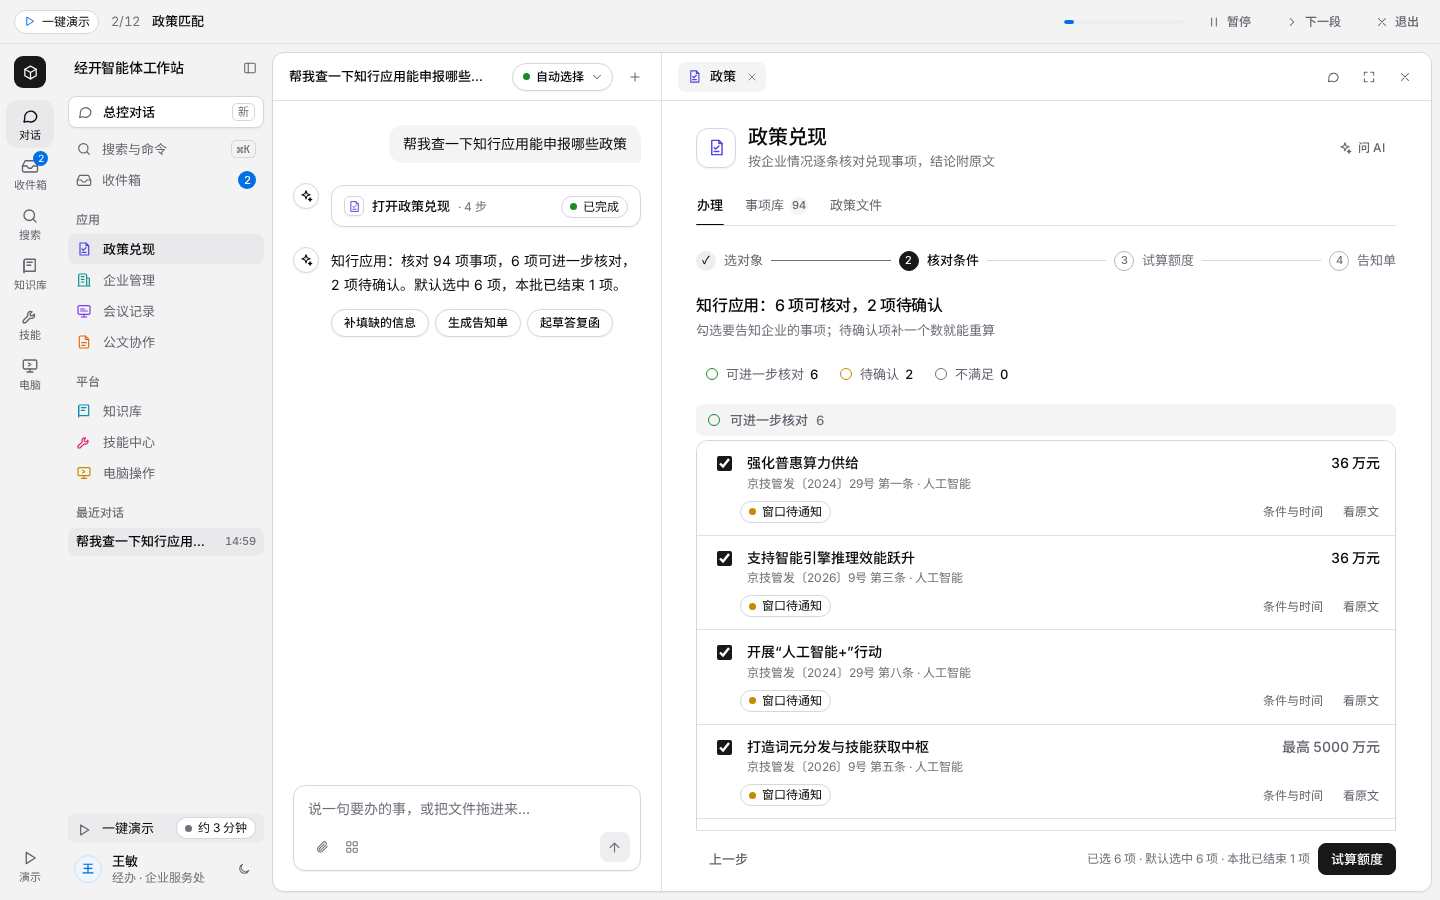 一键演示
2/12 政策匹配
暂停
下一段
退出
对话
2
收件箱
搜索
知识库
技能
电脑
演示
经开智能体工作站
总控对话 新
搜索与命令 ⌘K
收件箱 2
应用
政策兑现
企业管理
会议记录
公文协作
平台
知识库
技能中心
电脑操作
最近对话
帮我查一下知行应用... 14:59
一键演示 约 3 分钟
王 王敏
经办 · 企业服务处
帮我查一下知行应用能申报哪些... 自动选择
帮我查一下知行应用能申报哪些政策
打开政策兑现 · 4 步 已完成
知行应用：核对 94 项事项，6 项可进一步核对，
2 项待确认。默认选中 6 项，本批已结束 1 项。
补填缺的信息 生成告知单 起草答复函
说一句要办的事，或把文件拖进来...
政策
政策兑现
按企业情况逐条核对兑现事项，结论附原文
问 AI
办理 事项库 94 政策文件
选对象 2 核对条件 3 试算额度 4 告知单
知行应用：6 项可核对，2 项待确认
勾选要告知企业的事项；待确认项补一个数就能重算
可进一步核对 6 待确认 2 不满足 0
可进一步核对 6
强化普惠算力供给 36 万元
京技管发〔2024〕29号 第一条 · 人工智能
窗口待通知 条件与时间 看原文
支持智能引擎推理效能跃升 36 万元
京技管发〔2026〕9号 第三条 · 人工智能
窗口待通知 条件与时间 看原文
开展“人工智能+”行动
京技管发〔2024〕29号 第八条 · 人工智能
窗口待通知 条件与时间 看原文
打造词元分发与技能获取中枢 最高 5000 万元
京技管发〔2026〕9号 第五条 · 人工智能
窗口待通知 条件与时间 看原文
上一步 已选 6 项 · 默认选中 6 项 · 本批已结束 1 项 试算额度